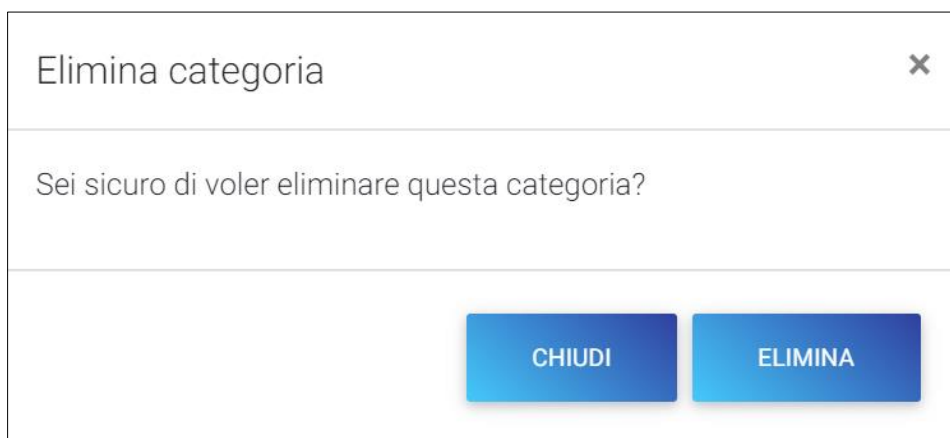 Elimina categoria
Sei sicuro di voler eliminare questa categoria?
CHIUDI ELIMINA